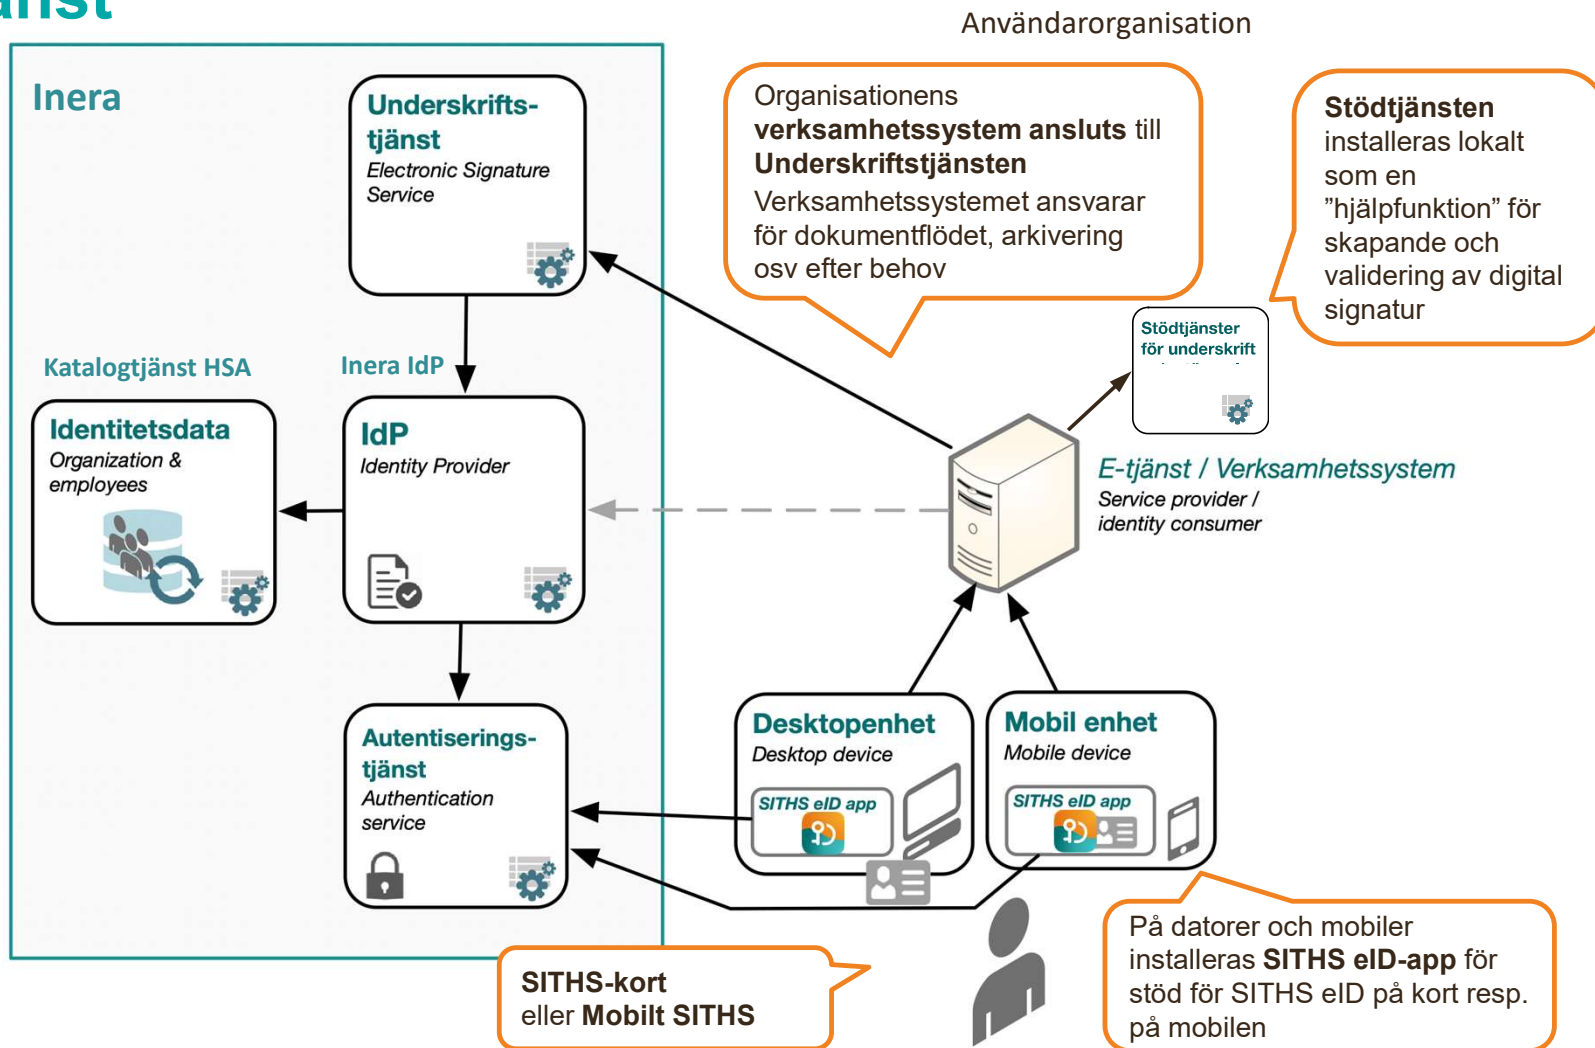 Användarorganisation
Inera
Underskrifts-
tjänst
Electronic Signature
Service
Organisationens
verksamhetssystem ansluts till
Underskriftstjänsten
Verksamhetssystemet ansvarar
för dokumentflödet, arkivering
osv efter behov
Stödtjänsten
installeras lokalt
som en
”hjälpfunktion” för
skapande och
validering av digital
signatur
Stödtjänster
för underskrift
Katalogtjänst HSA
Inera IdP
Identitetsdata
Organization &
employees
IdP
Identity Provider
E-tjänst / Verksamhetssystem
Service provider /
identity consumer
Autentiserings-
tjänst
Authentication
service
Desktopenhet
Desktop device
SITHS eID app
Mobil enhet
Mobile device
SITHS eID app
SITHS-kort
eller Mobilt SITHS
På datorer och mobiler
installeras SITHS eID-app för
stöd för SITHS eID på kort resp.
på mobilen